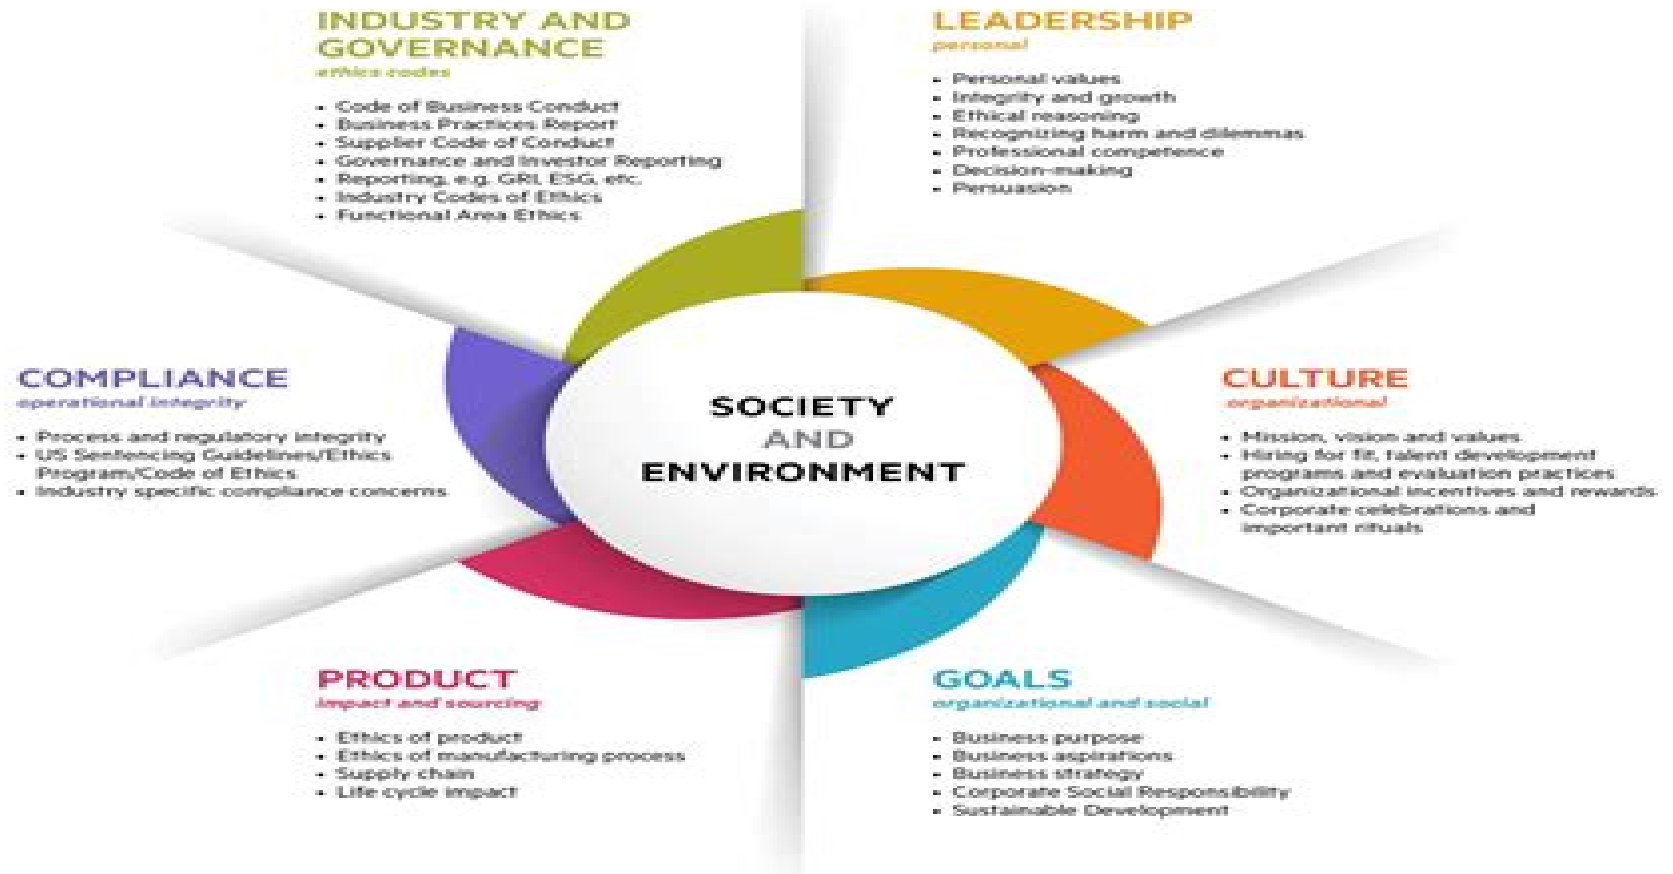 INDUSTRY AND
GOVERNANCE
ethics codes
• Code of Business Conduct
• Business Practices Report
• Supplier Code of Conduct
• Governance and Investor Reporting
• Reporting, e.g. GRI, ESG, etc.
• Industry Codes of Ethics
• Functional Area Ethics
LEADERSHIP
personal
• Personal values
• Integrity and growth
• Ethical reasoning
• Recognizing harm and dilemmas
• Professional competence
• Decision-making
• Persuasion
COMPLIANCE
operational integrity
• Process and regulatory integrity
• US Sentencing Guidelines/Ethics
Program/Code of Ethics
• Industry specific compliance concerns
SOCIETY
AND
ENVIRONMENT
CULTURE
organizational
• Mission, vision and values
• Hiring for fit, talent development
programs and evaluation practices
• Organizational incentives and rewards
• Corporate celebrations and
important rituals
PRODUCT
impact and sourcing
• Ethics of product
• Ethics of manufacturing process
• Supply chain
• Life cycle impact
GOALS
organizational and social
• Business purpose
• Business aspirations
• Business strategy
• Corporate Social Responsibility
• Sustainable Development